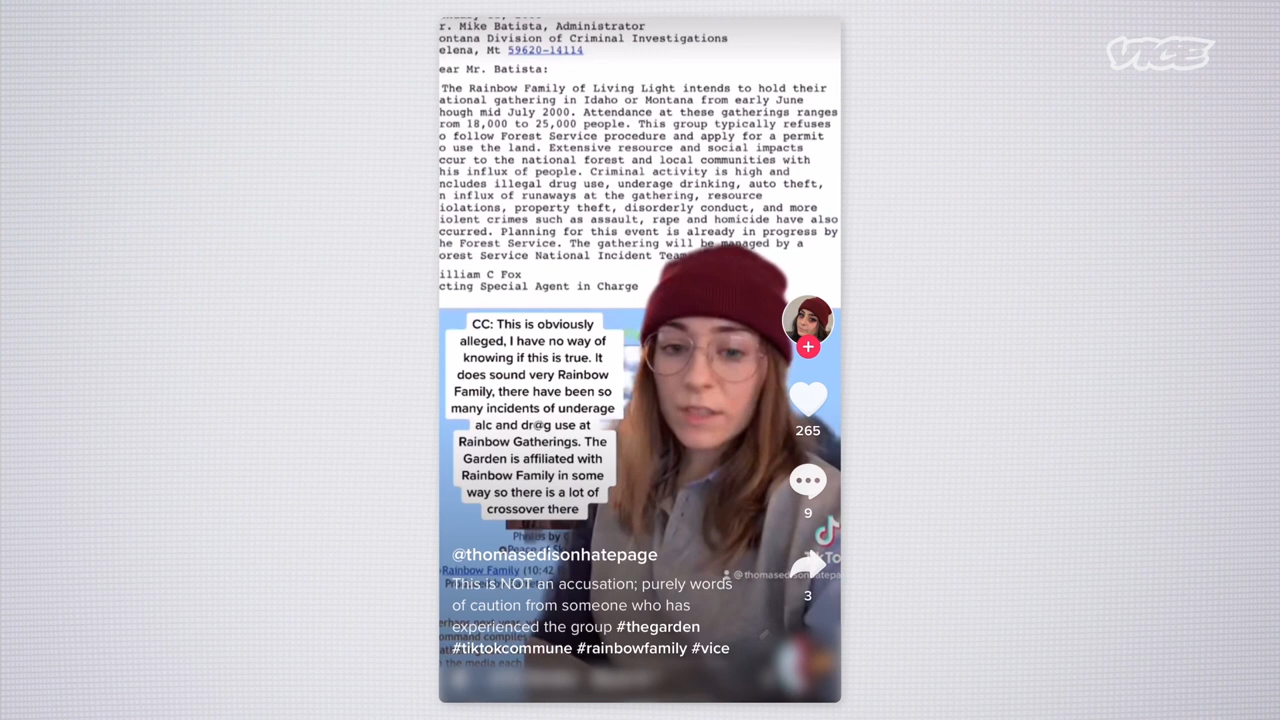 r. Mike Batista, Administrator
ontana Division of Criminal Investigations
elena, Mt 59620-14114
ear Mr. Batista:
The Rainbow Family of Living Light intends to hold their
ational gathering in Idaho or Montana from early June
hough mid July 2000. Attendance at these gatherings ranges
rom 18,000 to 25,000 people. This group typically refuses
o follow Forest Service procedure and apply for a permit
o use the land. Extensive resource and social impacts
ccur to the national forest and local communities with
his influx of people. Criminal activity is high and
ncludes illegal drug use, underage drinking, auto theft,
n influx of runaways at the gathering, resource
iolations, property theft, disorderly conduct, and more
iolent crimes such as assault, rape and homicide have also
ccurred. Planning for this event is already in progress by
he Forest Service. The gathering will be managed by a
orest Service National Incident Team
illiam C Fox
cting Special Agent in Charge
VICE
CC: This is obviously
alleged, I have no way of
knowing if this is true. It
does sound very Rainbow
Family, there have been so
many incidents of underage
alc and dr@g use at
Rainbow Gatherings. The
Garden is affiliated with
Rainbow Family in some
way so there is a lot of
crossover there
265
9
3
Photos by
Rainbow Family (10:42
@thomasedisonhatepage
This is NOT an accusation; purely words
of caution from someone who has
experienced the group #thegarden
#tiktokcommune #rainbowfamily #vice
@thomasedisonhatepa
the media each